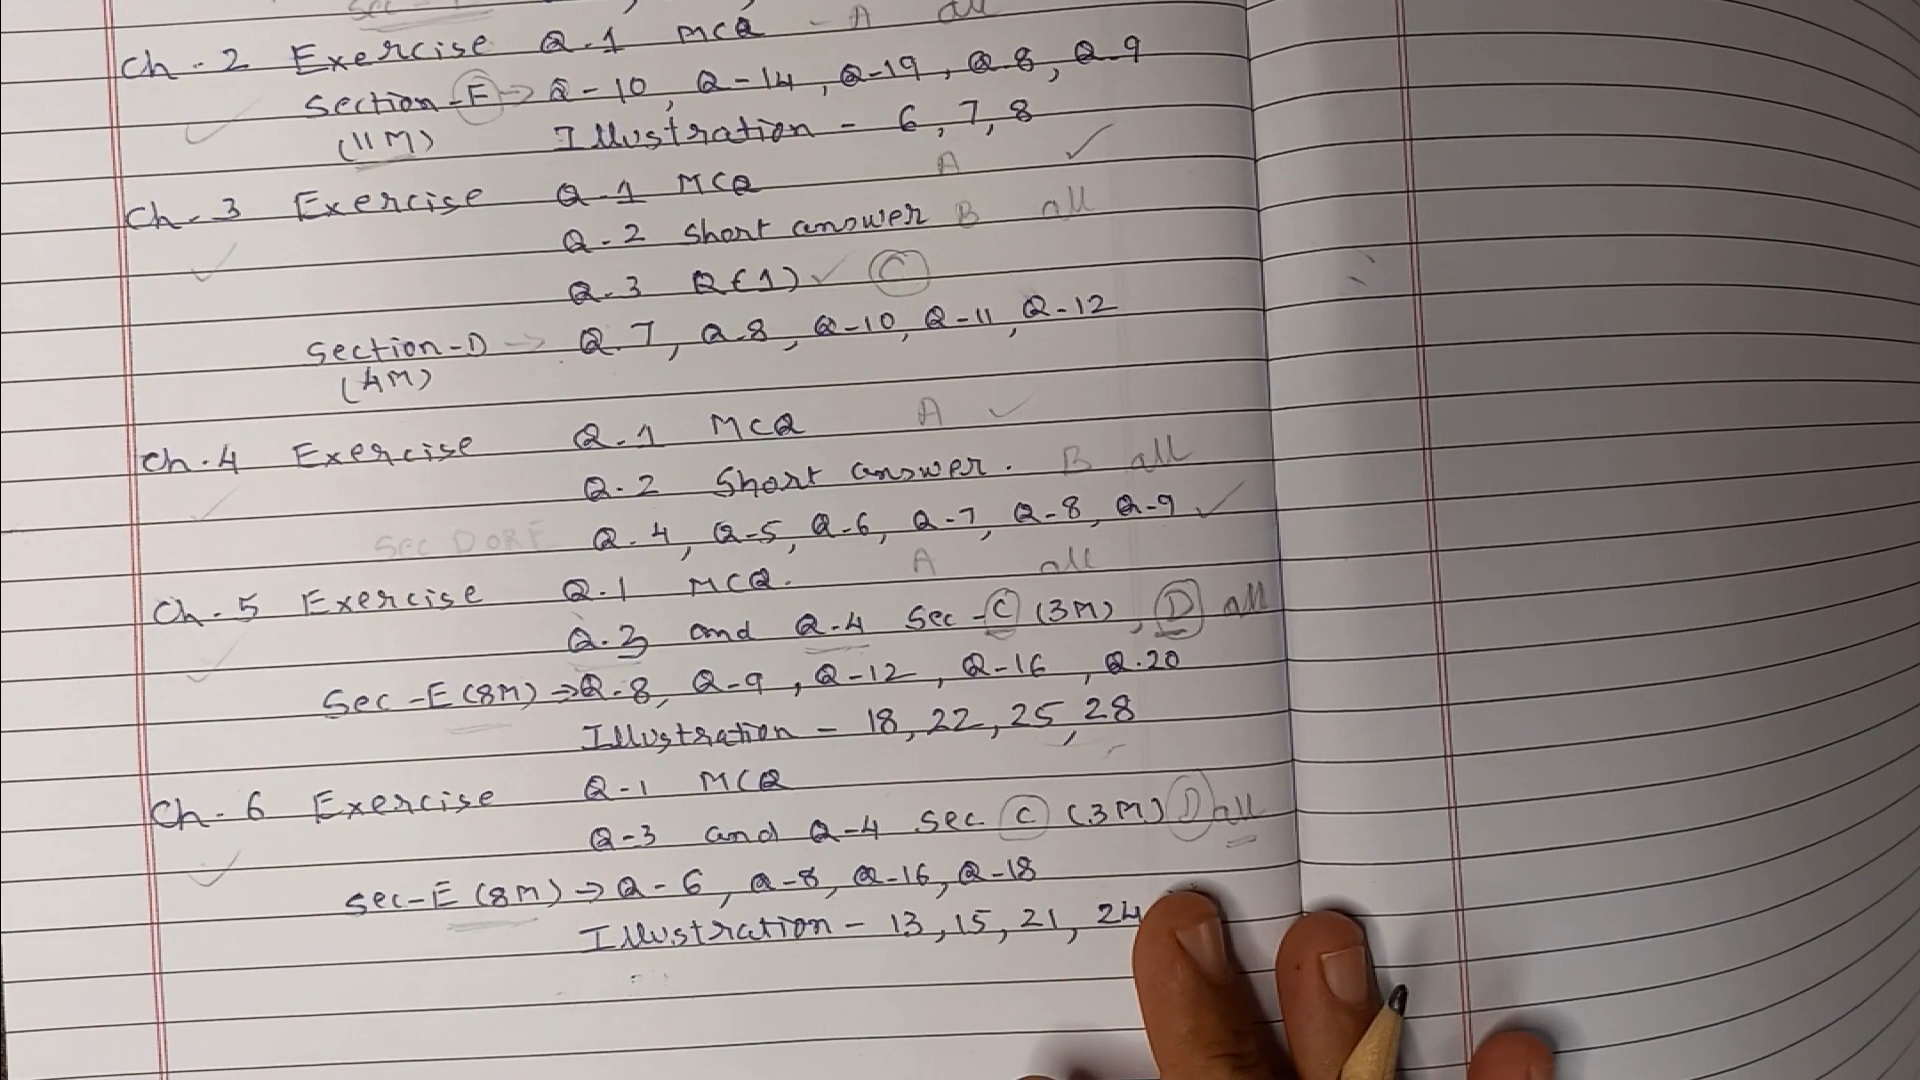 Ch. 2 Exercise Q.1 MCQ - A all
Section-E → Q-10, Q-14, Q-19, Q.8, Q.9
(11M) Illustration - 6, 7, 8
Ch. 3 Exercise Q-1 MCQ A
Q.2 Short answer B all
Q.3 Q(1) C
Section-D → Q.7, Q.8, Q-10, Q-11, Q-12
(4M)
Ch.4 Exercise Q.1 MCQ A
Q.2 Short answer. B all
Sec D OR E Q.4, Q-5, Q-6, Q-7, Q-8, Q-9
Ch.5 Exercise Q.1 MCQ. A all
Q.3 and Q.4 Sec-C (3M), D all
Sec-E (8M) ⇒ Q-8, Q-9, Q-12, Q-16, Q.20
Illustration - 18, 22, 25, 28
Ch.6 Exercise Q-1 MCQ
Q-3 and Q-4 Sec C (3M) D all
Sec-E (8M) ⇒ Q-6, Q-8, Q-16, Q-18
Illustration - 13, 15, 21, 24